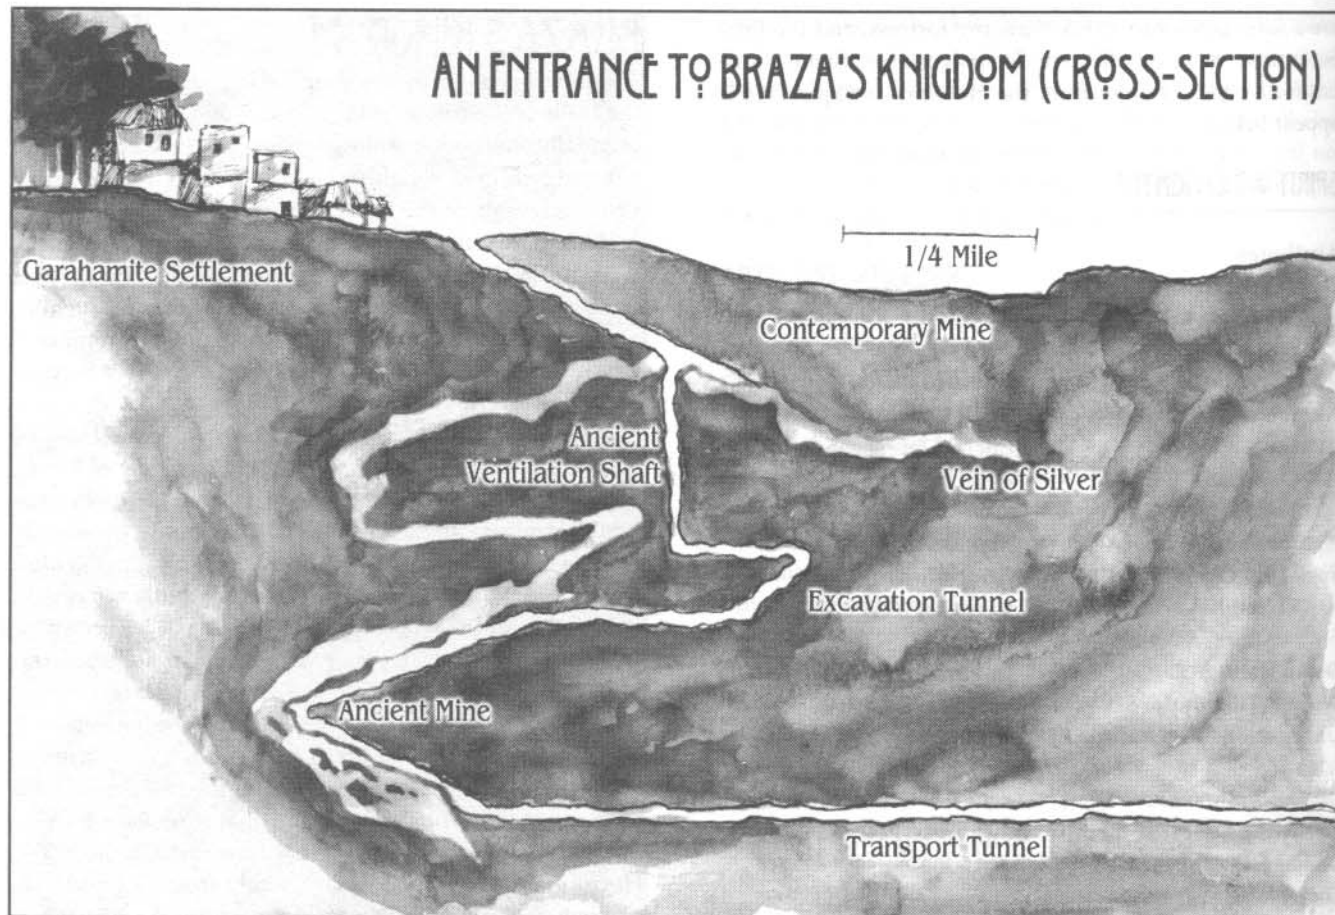 AN ENTRANCE TO BRAZA'S KNIGDOM (CROSS-SECTION)
1/4 Mile
Garahamite Settlement
Contemporary Mine
Ancient
Ventilation Shaft
Vein of Silver
Excavation Tunnel
Ancient Mine
Transport Tunnel